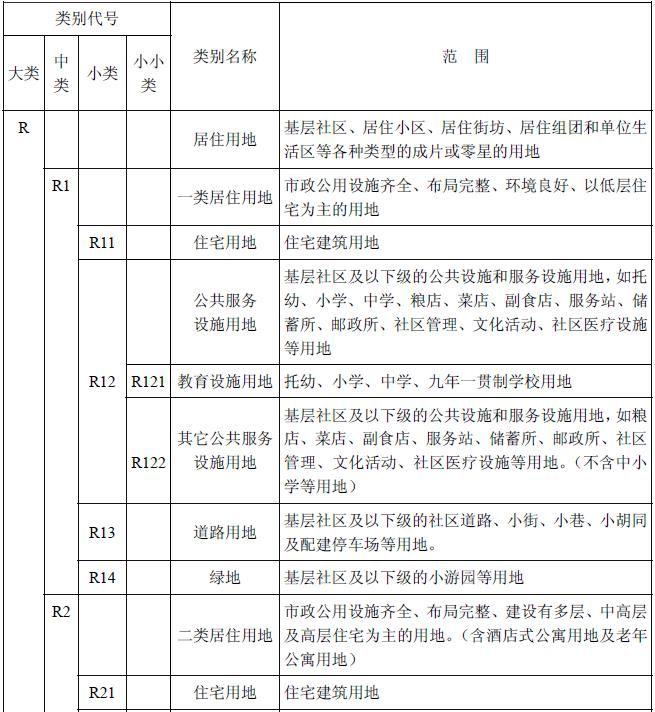 类别代号
类别名称
范 围
大类
中
类
小类
小小
类
R
居住用地
基层社区、居住小区、居住街坊、居住组团和单位生
活区等各种类型的成片或零星的用地
R1
一类居住用地
市政公用设施齐全、布局完整、环境良好、以低层住
宅为主的用地
R11
住宅用地
住宅建筑用地
R12
公共服务
设施用地
基层社区及以下级的公共设施和服务设施用地,如托
幼、小学、中学、粮店、菜店、副食店、服务站、储
蓄所、邮政所、社区管理、文化活动、社区医疗设施
等用地
R121
教育设施用地
托幼、小学、中学、九年一贯制学校用地
R122
其它公共服务
设施用地
基层社区及以下级的公共设施和服务设施用地,如粮
店、菜店、副食店、服务站、储蓄所、邮政所、社区
管理、文化活动、社区医疗设施等用地。(不含中小
学等用地)
R13
道路用地
基层社区及以下级的社区道路、小街、小巷、小胡同
及配建停车场等用地。
R14
绿地
基层社区及以下级的小游园等用地
R2
二类居住用地
市政公用设施齐全、布局完整、建设有多层、中高层
及高层住宅为主的用地。(含酒店式公寓用地及老年
公寓用地)
R21
住宅用地
住宅建筑用地